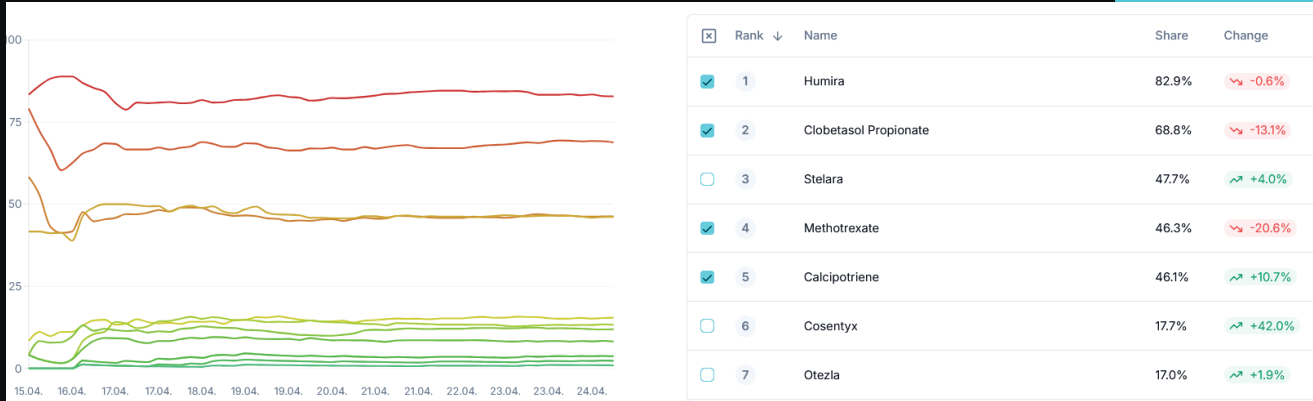 100
75
50
25
0
15.04. 16.04. 17.04. 17.04. 18.04. 19.04. 19.04. 20.04. 21.04. 21.04. 22.04. 23.04. 23.04. 24.04.
Rank Name Share Change
1 Humira 82.9% -0.6%
2 Clobetasol Propionate 68.8% -13.1%
3 Stelara 47.7% +4.0%
4 Methotrexate 46.3% -20.6%
5 Calcipotriene 46.1% +10.7%
6 Cosentyx 17.7% +42.0%
7 Otezla 17.0% +1.9%